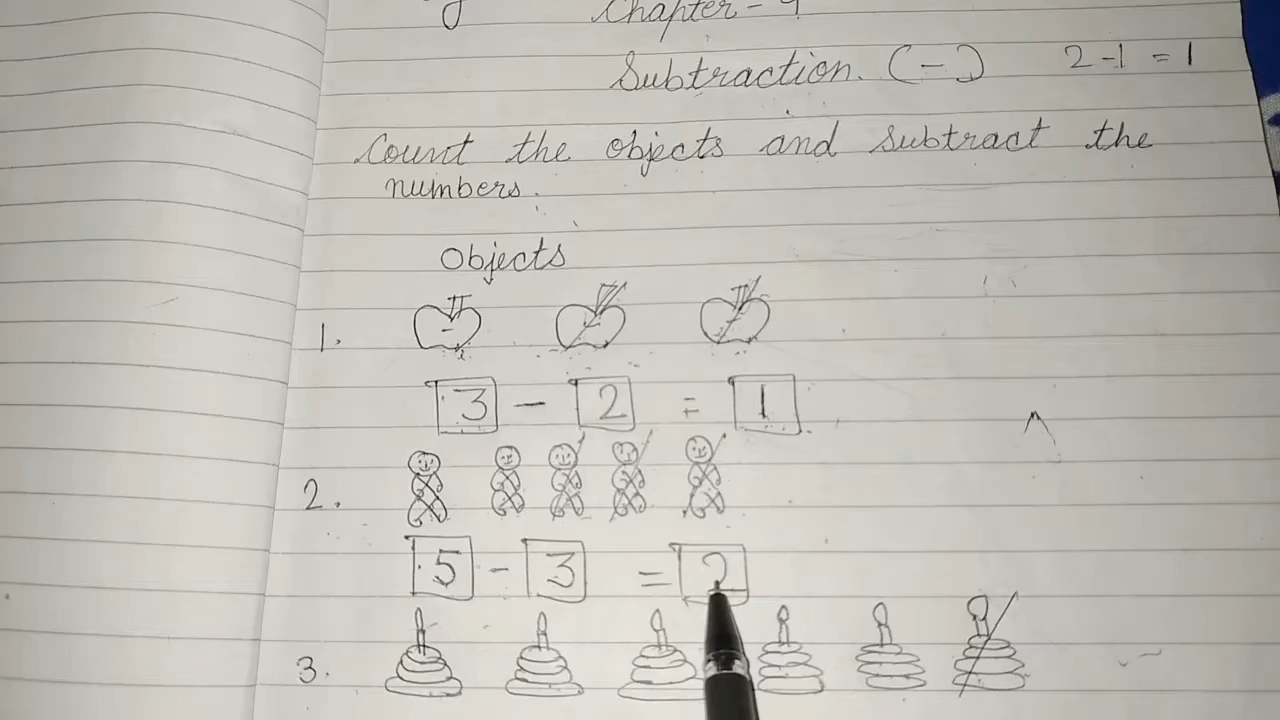 Chapter - 9
Subtraction. (-) 2-1 = 1
Count the objects and subtract the
numbers.
Objects
1.
3 - 2 = 1
2.
5 - 3 = 2
3.